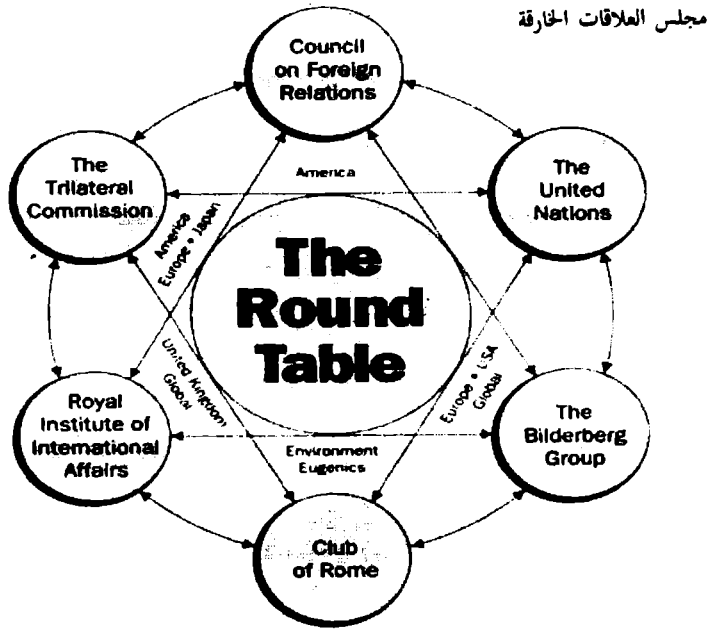 مجلس العلاقات الخارقة
Council
on Foreign
Relations
The
Trilateral
Commission
The
United
Nations
America
America
Europe • Japan
The
Round
Table
United Kingdom
Global
Europe • USA
Global
Royal
Institute of
International
Affairs
The
Bilderberg
Group
Environment
Eugenics
Club
of Rome